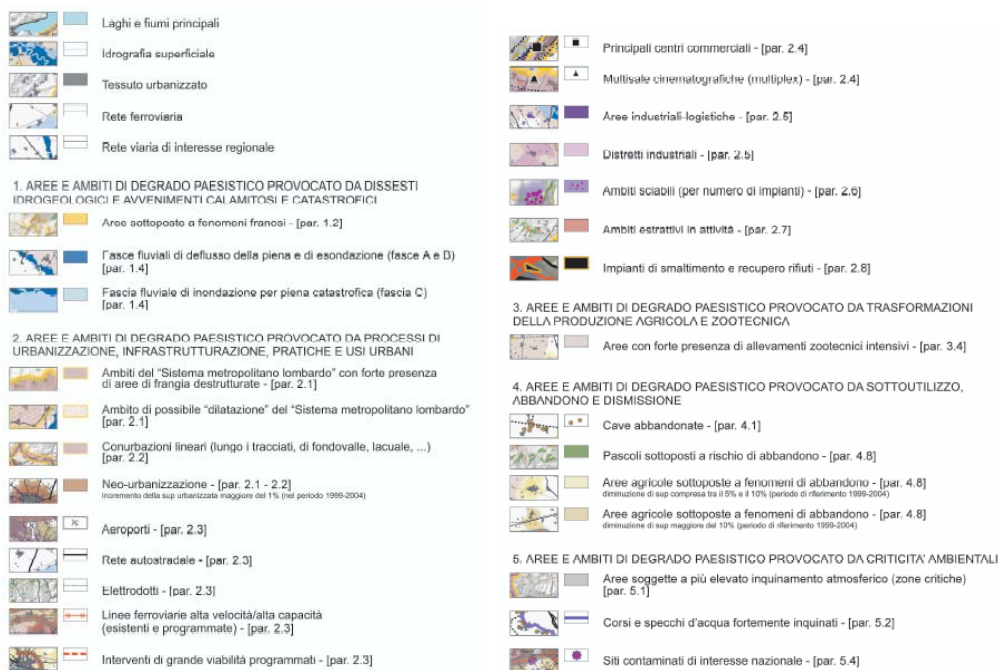 Laghi e fiumi principali
Idrografia superficiale
Tessuto urbanizzato
Rete ferroviaria
Rete viaria di interesse regionale
1. AREE E AMBITI DI DEGRADO PAESISTICO PROVOCATO DA DISSESTI
IDROGEOLOGICI E AVVENIMENTI CALAMITOSI E CATASTROFICI
Aree sottoposte a fenomeni franosi - [par. 1.2]
Fasce fluviali di deflusso della piena e di esondazione (fasce A e B)
[par. 1.4]
Fascia fluviale di inondazione per piena catastrofica (fascia C)
[par. 1.4]
2. AREE E AMBITI DI DEGRADO PAESISTICO PROVOCATO DA PROCESSI DI
URBANIZZAZIONE, INFRASTRUTTURAZIONE, PRATICHE E USI URBANI
Ambiti del "Sistema metropolitano lombardo" con forte presenza
di aree di frangia destrutturate - [par. 2.1]
Ambito di possibile "dilatazione" del "Sistema metropolitano lombardo"
[par. 2.1]
Conurbazioni lineari (lungo i tracciati, di fondovalle, lacuale, ...)
[par. 2.2]
Neo-urbanizzazione - [par. 2.1 - 2.2]
Incremento della sup urbanizzata maggiore del 1% (nel periodo 1999-2004)
Aeroporti - [par. 2.3]
Rete autostradale - [par. 2.3]
Elettrodotti - [par. 2.3]
Linee ferroviarie alta velocità/alta capacità
(esistenti e programmate) - [par. 2.3]
Interventi di grande viabilità programmati - [par. 2.3]
Principali centri commerciali - [par. 2.4]
Multisale cinematografiche (multiplex) - [par. 2.4]
Aree industriali-logistiche - [par. 2.5]
Distretti industriali - [par. 2.5]
Ambiti sciabili (per numero di impianti) - [par. 2.6]
Ambiti estrattivi in attività - [par. 2.7]
Impianti di smaltimento e recupero rifiuti - [par. 2.8]
3. AREE E AMBITI DI DEGRADO PAESISTICO PROVOCATO DA TRASFORMAZIONI
DELLA PRODUZIONE AGRICOLA E ZOOTECNICA
Aree con forte presenza di allevamenti zootecnici intensivi - [par. 3.4]
4. AREE E AMBITI DI DEGRADO PAESISTICO PROVOCATO DA SOTTOUTILIZZO,
ABBANDONO E DISMISSIONE
Cave abbandonate - [par. 4.1]
Pascoli sottoposti a rischio di abbandono - [par. 4.8]
Aree agricole sottoposte a fenomeni di abbandono - [par. 4.8]
diminuzione di sup compresa tra il 5% e il 10% (periodo di riferimento 1999-2004)
Aree agricole sottoposte a fenomeni di abbandono - [par. 4.8]
diminuzione di sup maggiore del 10% (periodo di riferimento 1999-2004)
5. AREE E AMBITI DI DEGRADO PAESISTICO PROVOCATO DA CRITICITA' AMBIENTALI
Aree soggette a più elevato inquinamento atmosferico (zone critiche)
[par. 5.1]
Corsi e specchi d'acqua fortemente inquinati - [par. 5.2]
Siti contaminati di interesse nazionale - [par. 5.4]